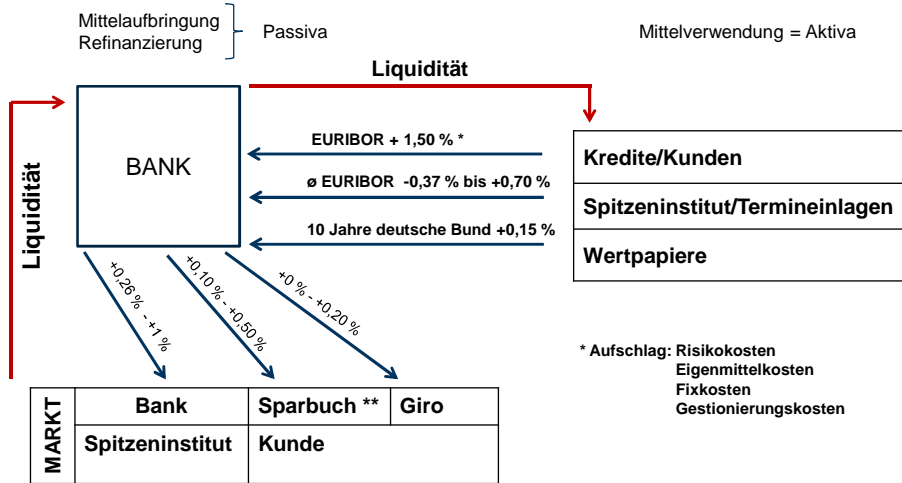 Mittelaufbringung
Refinanzierung
Passiva
Mittelverwendung = Aktiva
Liquidität
Liquidität
BANK
EURIBOR + 1,50 % *
ø EURIBOR -0,37 % bis +0,70 %
10 Jahre deutsche Bund +0,15 %
Kredite/Kunden
Spitzeninstitut/Termineinlagen
Wertpapiere
+0,26 % - +1 %
+0,10 % - +0,50 %
+0 % - +0,20 %
* Aufschlag: Risikokosten
Eigenmittelkosten
Fixkosten
Gestionierungskosten
MARKT
Bank
Sparbuch **
Giro
Spitzeninstitut
Kunde